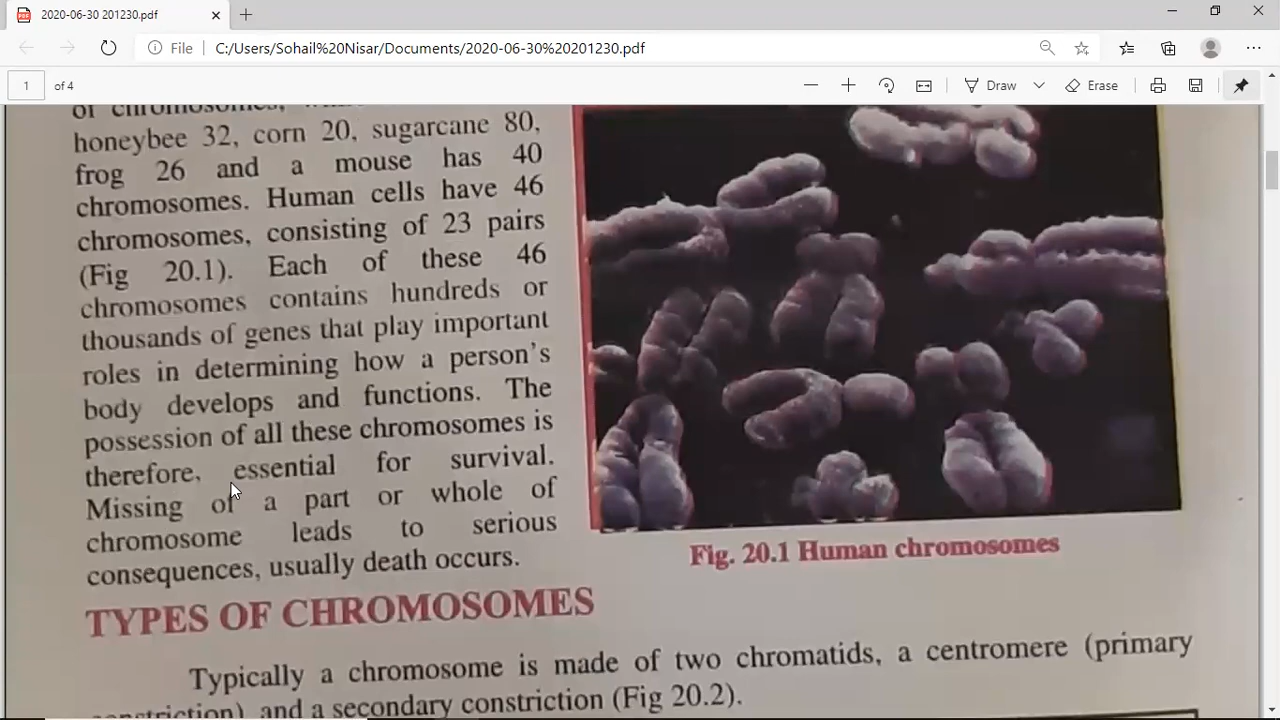 2020-06-30 201230.pdf
File
C:/Users/Sohail%20Nisar/Documents/2020-06-30%20201230.pdf
1 of 4
Draw
Erase
of chromosomes,
honeybee 32, corn 20, sugarcane 80,
frog 26 and a mouse has 40
chromosomes. Human cells have 46
chromosomes, consisting of 23 pairs
(Fig 20.1). Each of these 46
chromosomes contains hundreds or
thousands of genes that play important
roles in determining how a person's
body develops and functions. The
possession of all these chromosomes is
therefore, essential for survival.
Missing of a part or whole of
chromosome leads to serious
consequences, usually death occurs.
Fig. 20.1 Human chromosomes
TYPES OF CHROMOSOMES
Typically a chromosome is made of two chromatids, a centromere (primary
constriction) and a secondary constriction (Fig 20.2).